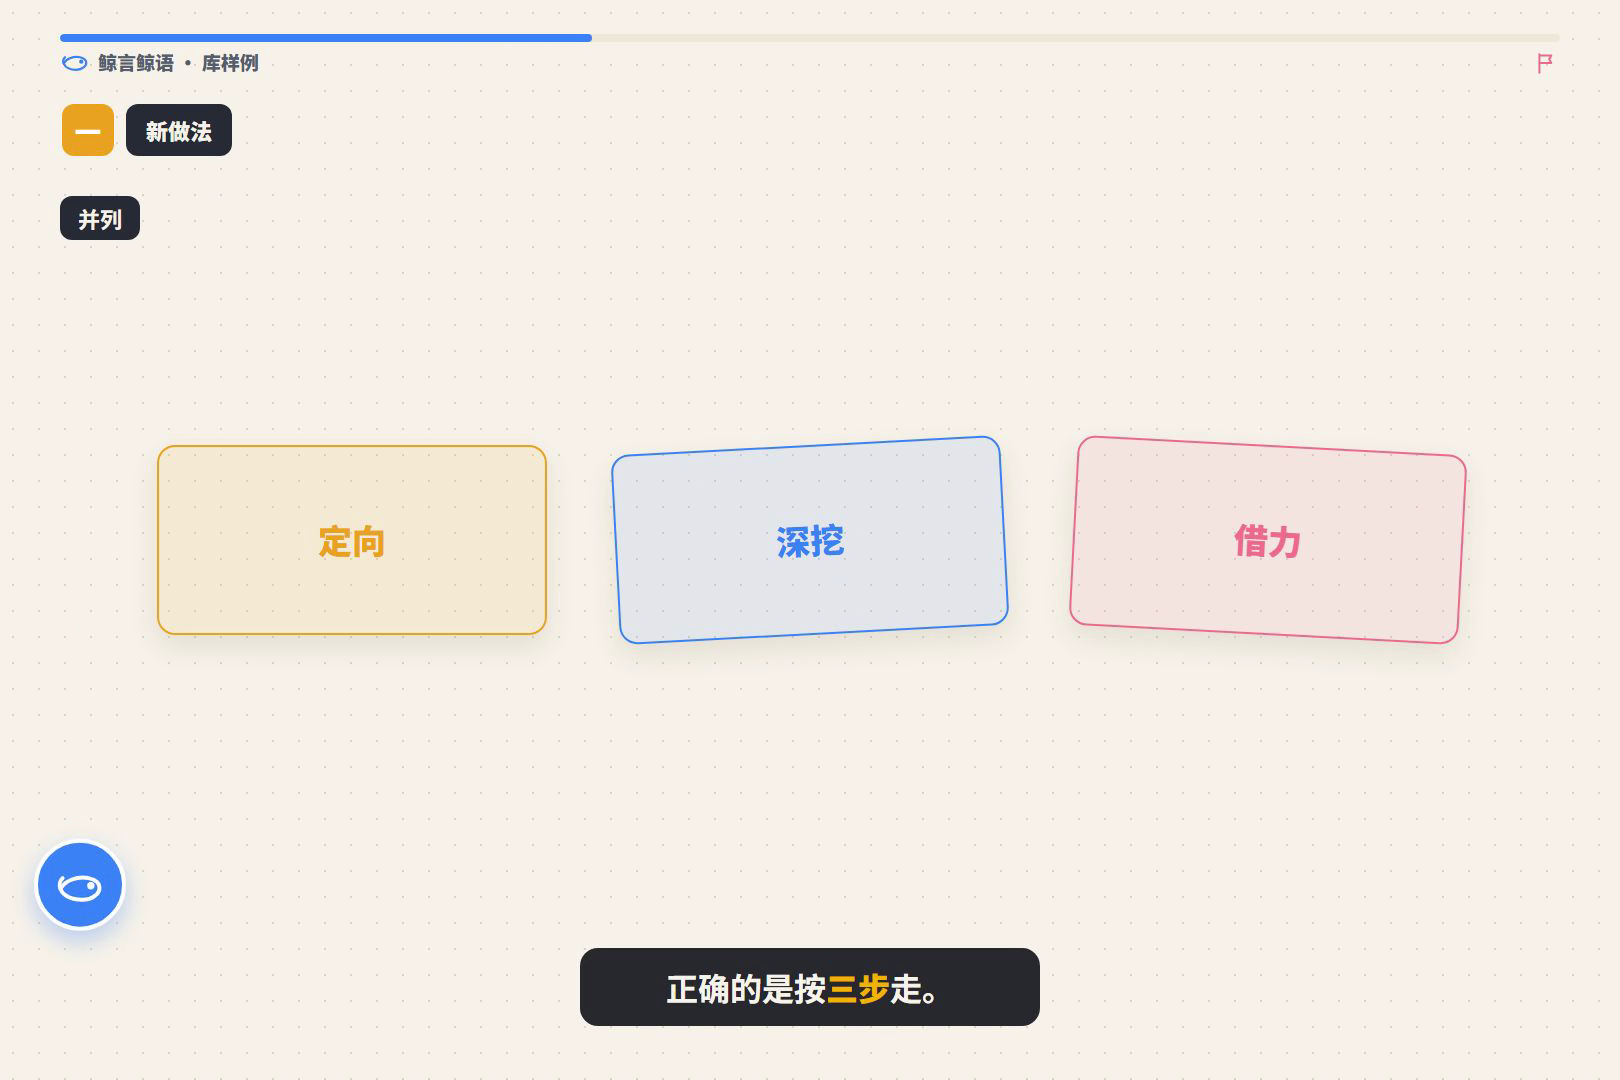 鲸言鲸语 • 库样例
一 新做法
并列
定向 深挖 借力
正确的是按三步走。